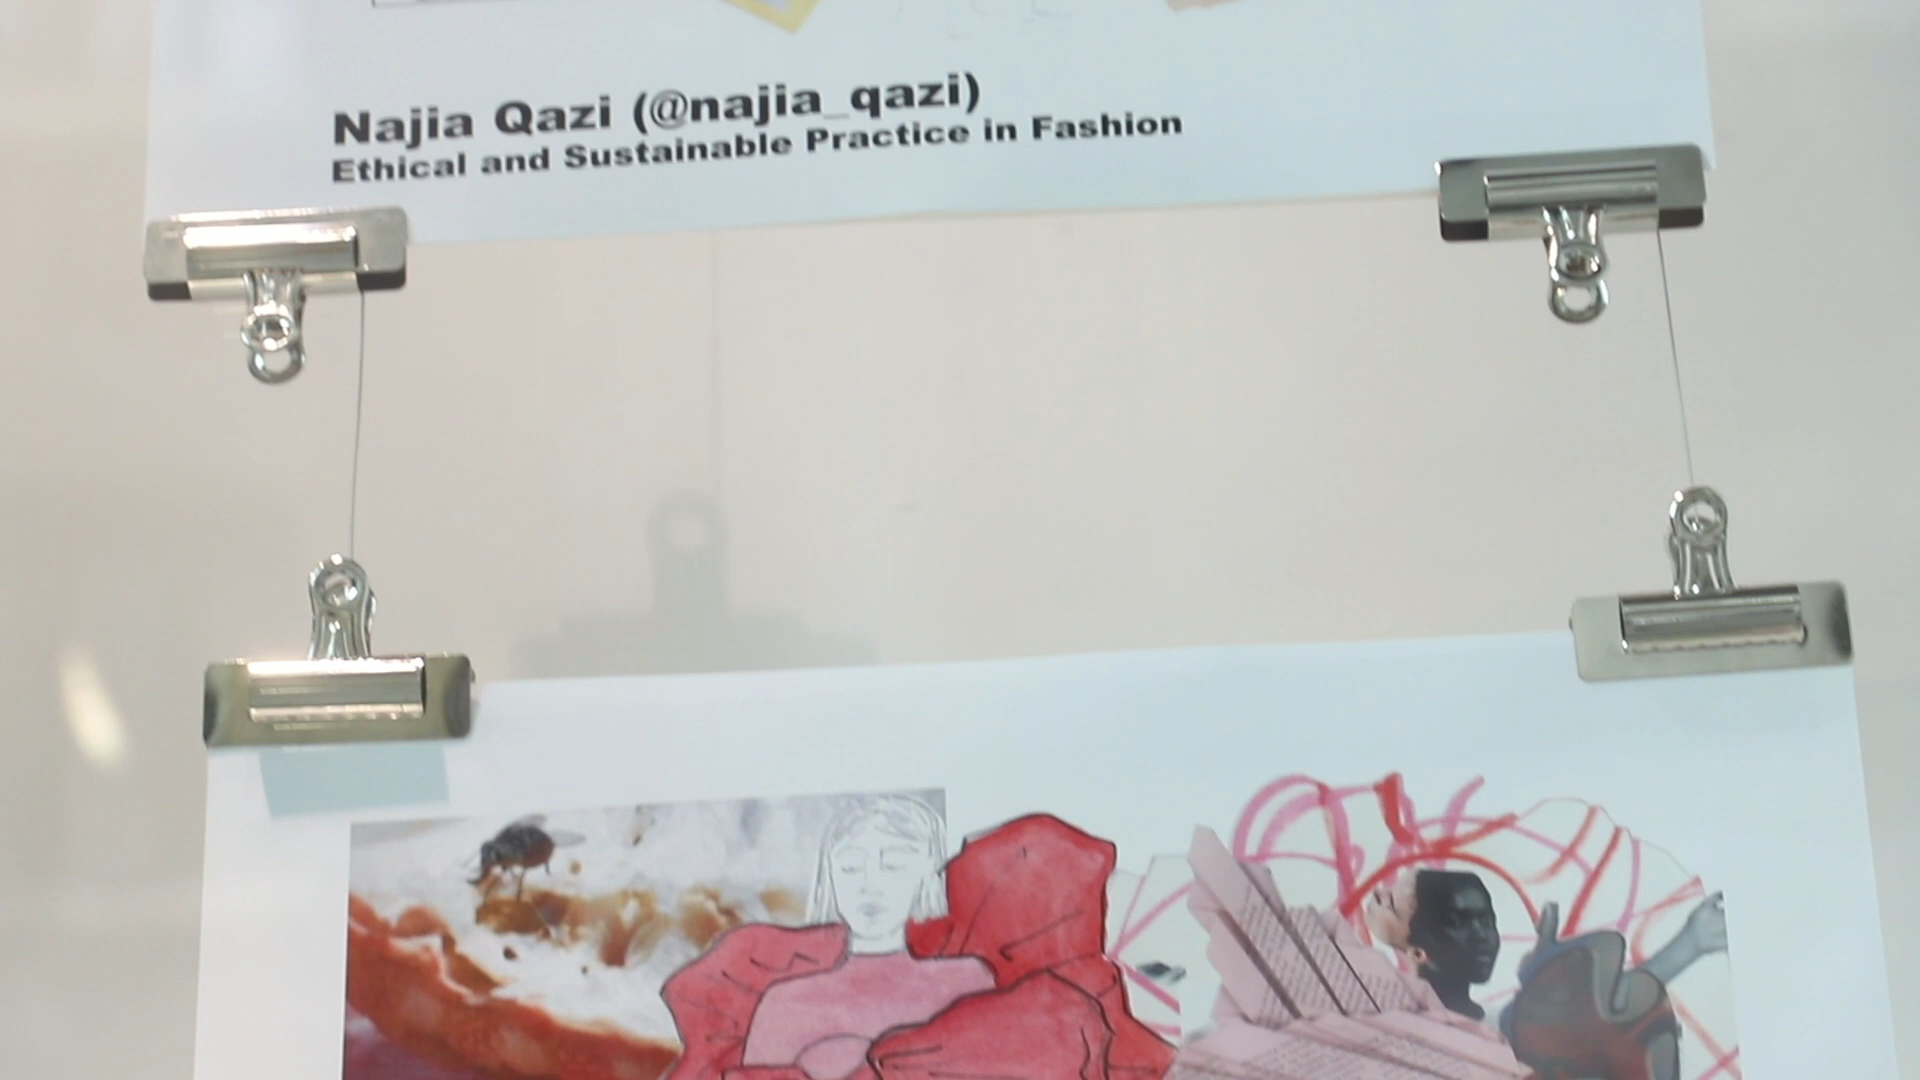 Najia Qazi (@najia_qazi)
Ethical and Sustainable Practice in Fashion